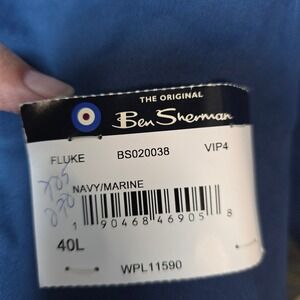 THE ORIGINAL
Ben Sherman
FLUKE BS020038 VIP4
NAVY/MARINE
1 90468 46905 8
40L
WPL11590